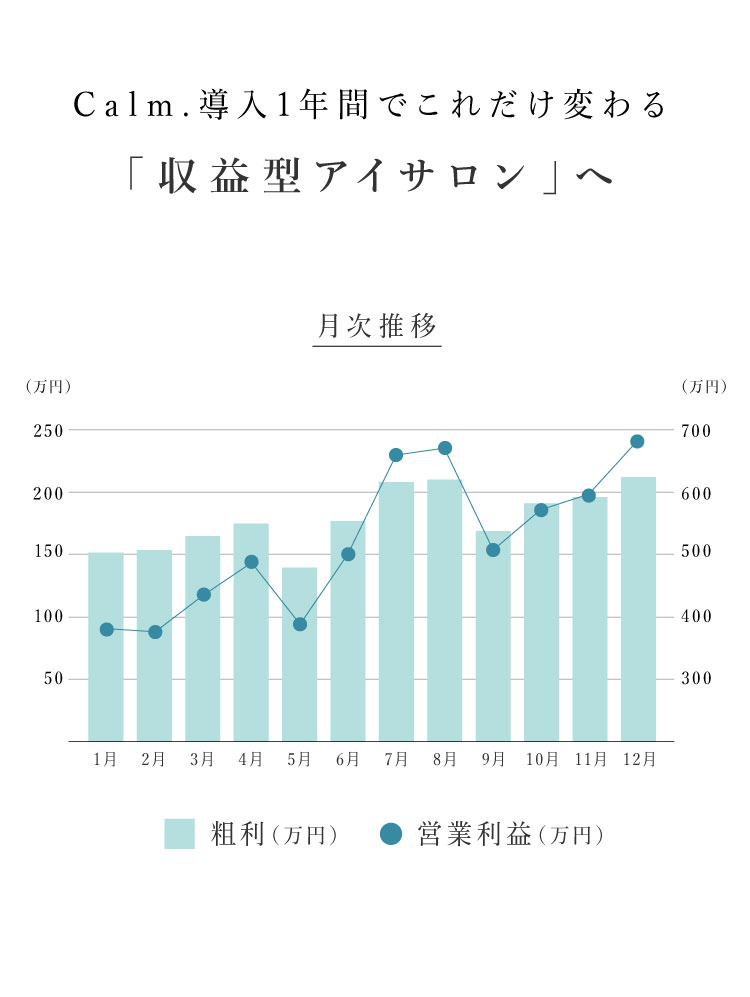 Calm.導入1年間でこれだけ変わる
「収益型アイサロン」へ
月次推移
(万円) (万円)
250 700
200 600
150 500
100 400
50 300
1月 2月 3月 4月 5月 6月 7月 8月 9月 10月 11月 12月
粗利(万円) 営業利益(万円)